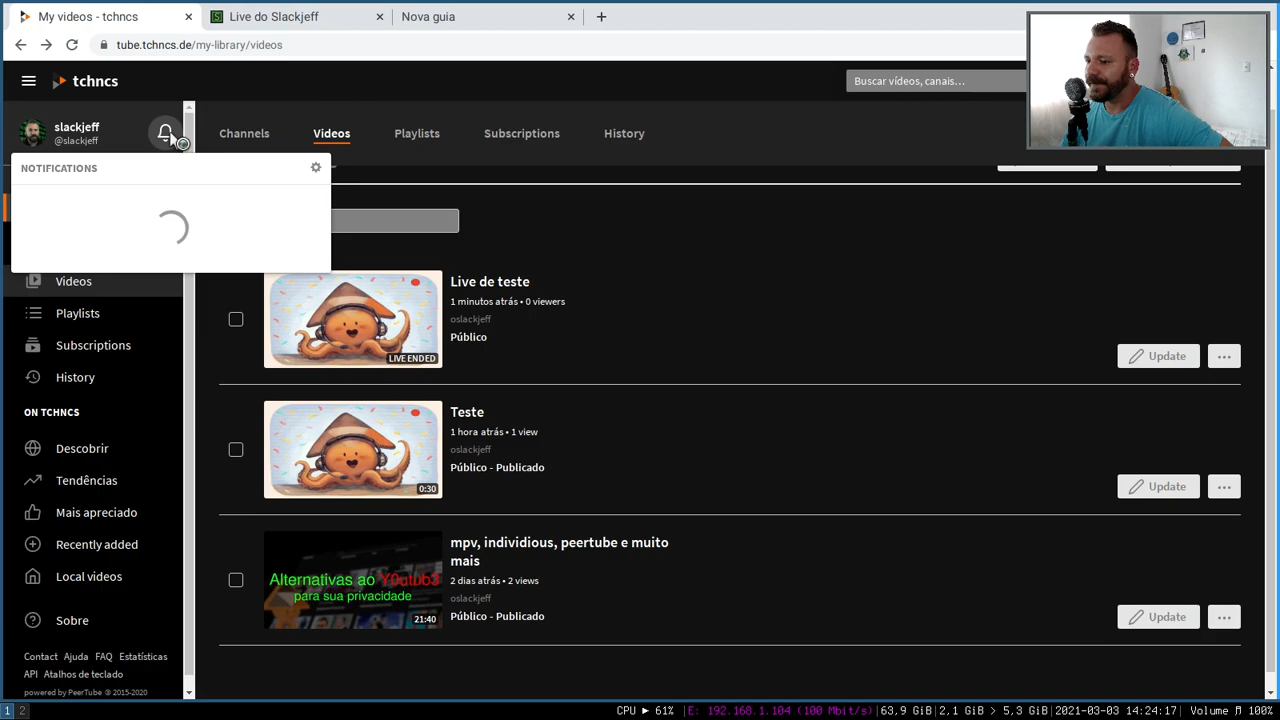 My videos - tchncs
Live do Slackjeff
Nova guia
tube.tchncs.de/my-library/videos
tchncs
Buscar vídeos, canais…
slackjeff
@slackjeff
Channels
Videos
Playlists
Subscriptions
History
NOTIFICATIONS
Videos
Playlists
Subscriptions
History
ON TCHNCS
Descobrir
Tendências
Mais apreciado
Recently added
Local videos
Sobre
Contact Ajuda FAQ Estatísticas
API Atalhos de teclado
powered by PeerTube © 2015-2020
Live de teste
1 minutos atrás • 0 viewers
oslackjeff
Público
LIVE ENDED
Update
Teste
1 hora atrás • 1 view
oslackjeff
Público - Publicado
0:30
Update
mpv, individious, peertube e muito
mais
2 dias atrás • 2 views
oslackjeff
Público - Publicado
Alternativas ao Y0utub3
para sua privacidade
21:40
Update
1 2
CPU ► 61% |E: 192.168.1.104 (100 Mbit/s)|63,9 GiB|2,1 GiB > 5,3 GiB|2021-03-03 14:24:17|Volume ♬ 100%